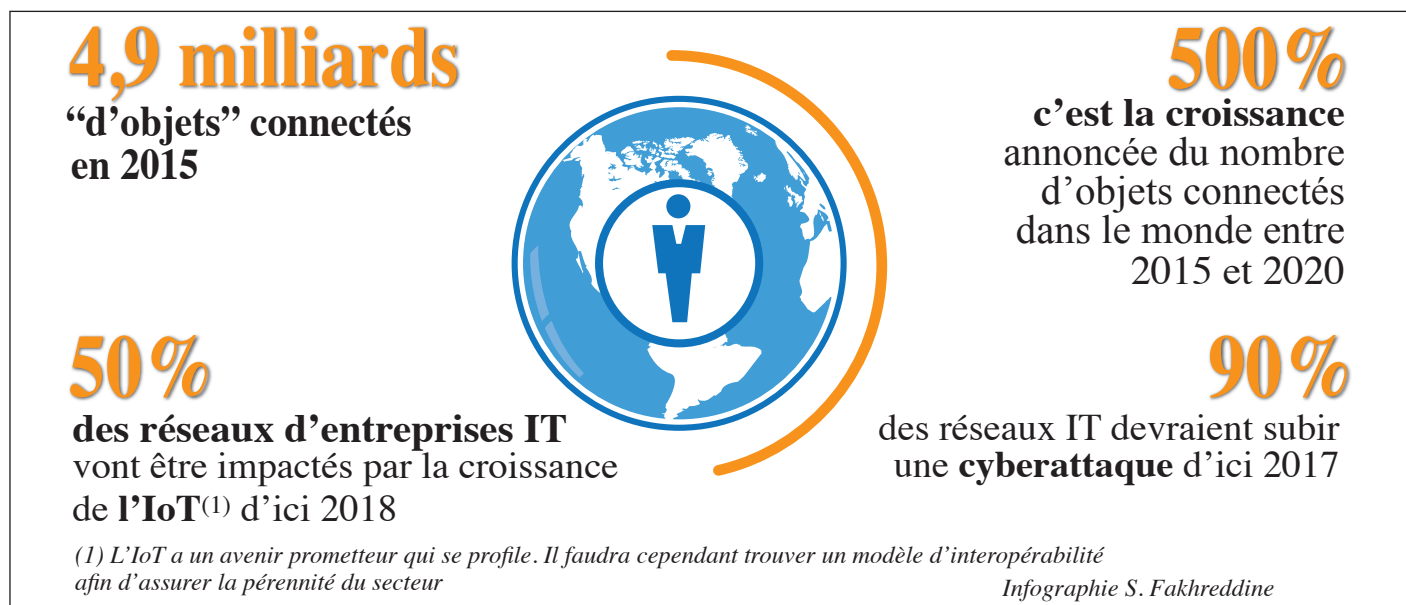 4,9 milliards
“d’objets” connectés
en 2015
500%
c’est la croissance
annoncée du nombre
d’objets connectés
dans le monde entre
2015 et 2020
50%
des réseaux d’entreprises IT
vont être impactés par la croissance
de l’IoT(1) d’ici 2018
90%
des réseaux IT devraient subir
une cyberattaque d’ici 2017
(1) L’IoT a un avenir prometteur qui se profile. Il faudra cependant trouver un modèle d’interopérabilité
afin d’assurer la pérennité du secteur
Infographie S. Fakhreddine